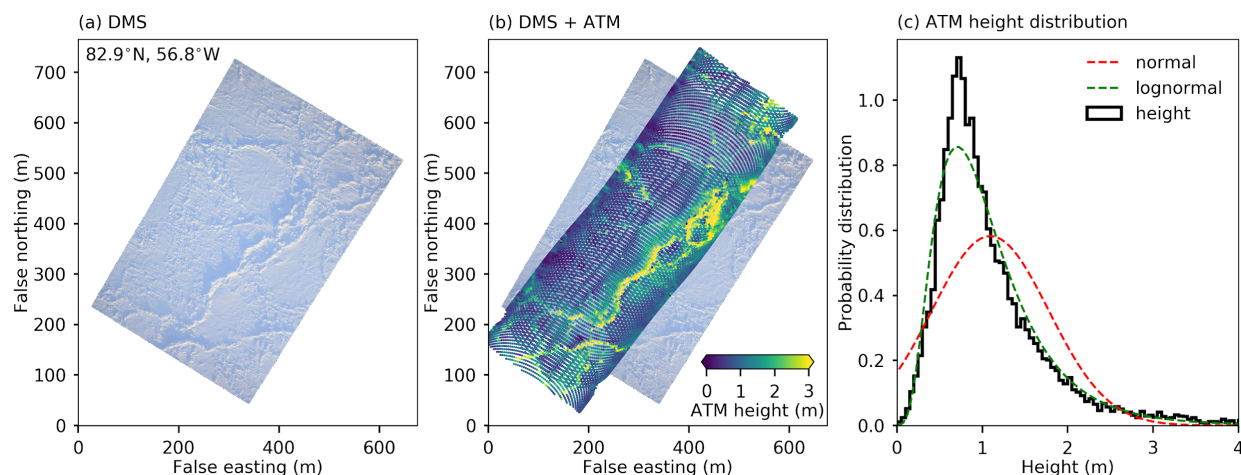 (a) DMS
82.9°N, 56.8°W
700
600
500
400
300
200
100
0
False northing (m)
0 200 400 600
False easting (m)
(b) DMS + ATM
700
600
500
400
300
200
100
0
False northing (m)
0 1 2 3
ATM height (m)
0 200 400 600
False easting (m)
(c) ATM height distribution
normal
lognormal
height
1.0
0.8
0.6
0.4
0.2
0.0
Probability distribution
0 1 2 3 4
Height (m)